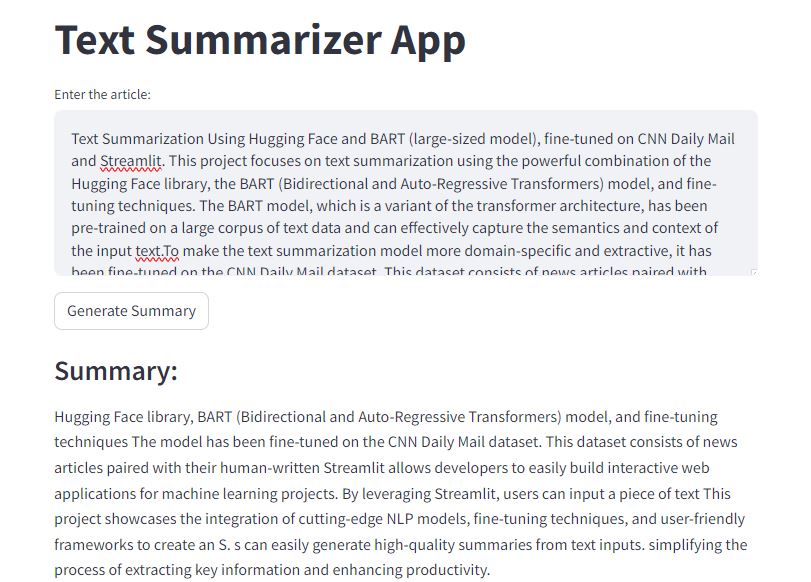 Text Summarizer App
Enter the article:
Text Summarization Using Hugging Face and BART (large-sized model), fine-tuned on CNN Daily Mail
and Streamlit. This project focuses on text summarization using the powerful combination of the
Hugging Face library, the BART (Bidirectional and Auto-Regressive Transformers) model, and fine-
tuning techniques. The BART model, which is a variant of the transformer architecture, has been
pre-trained on a large corpus of text data and can effectively capture the semantics and context of
the input text.To make the text summarization model more domain-specific and extractive, it has
been fine-tuned on the CNN Daily Mail dataset. This dataset consists of news articles paired with
Generate Summary
Summary:
Hugging Face library, BART (Bidirectional and Auto-Regressive Transformers) model, and fine-tuning
techniques The model has been fine-tuned on the CNN Daily Mail dataset. This dataset consists of news
articles paired with their human-written Streamlit allows developers to easily build interactive web
applications for machine learning projects. By leveraging Streamlit, users can input a piece of text This
project showcases the integration of cutting-edge NLP models, fine-tuning techniques, and user-friendly
frameworks to create an S. s can easily generate high-quality summaries from text inputs. simplifying the
process of extracting key information and enhancing productivity.